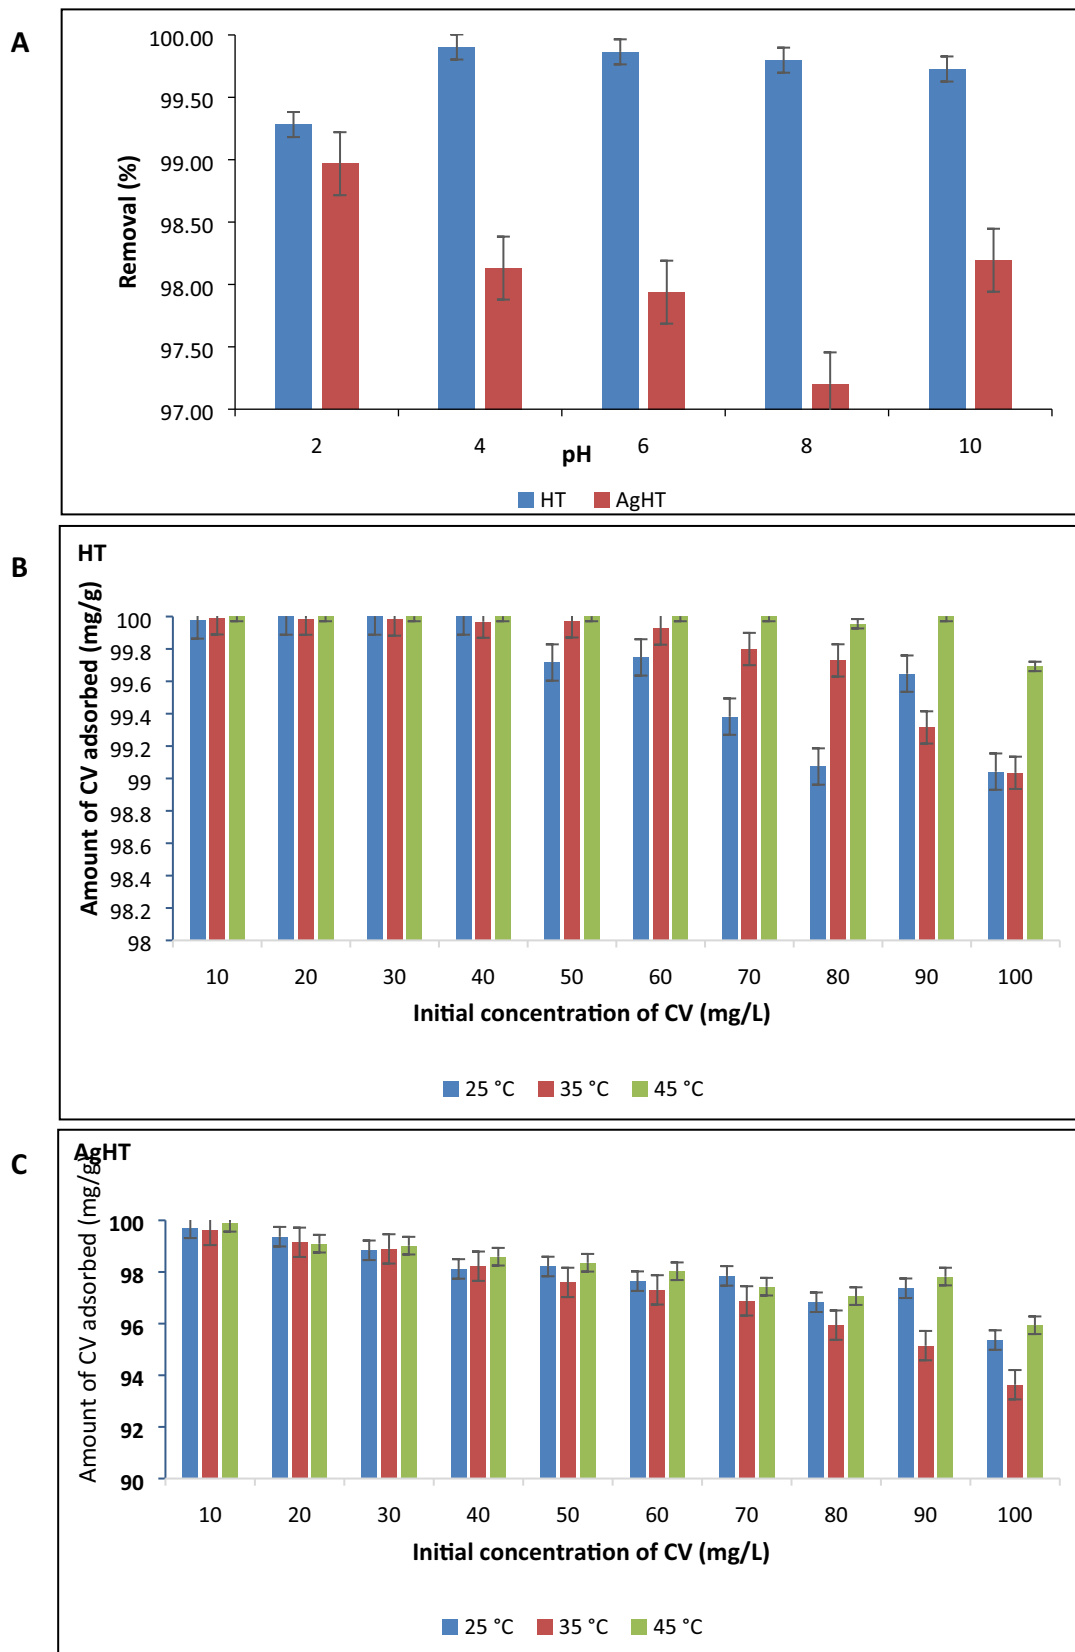 A
100.00
99.50
99.00
98.50
98.00
97.50
97.00
Removal (%)
2 4 6 8 10
pH
HT AgHT
B
HT
Amount of CV adsorbed (mg/g)
100
99.8
99.6
99.4
99.2
99
98.8
98.6
98.4
98.2
98
10 20 30 40 50 60 70 80 90 100
Initial concentration of CV (mg/L)
25 °C 35 °C 45 °C
C
AgHT
Amount of CV adsorbed (mg/g)
100
98
96
94
92
90
10 20 30 40 50 60 70 80 90 100
Initial concentration of CV (mg/L)
25 °C 35 °C 45 °C